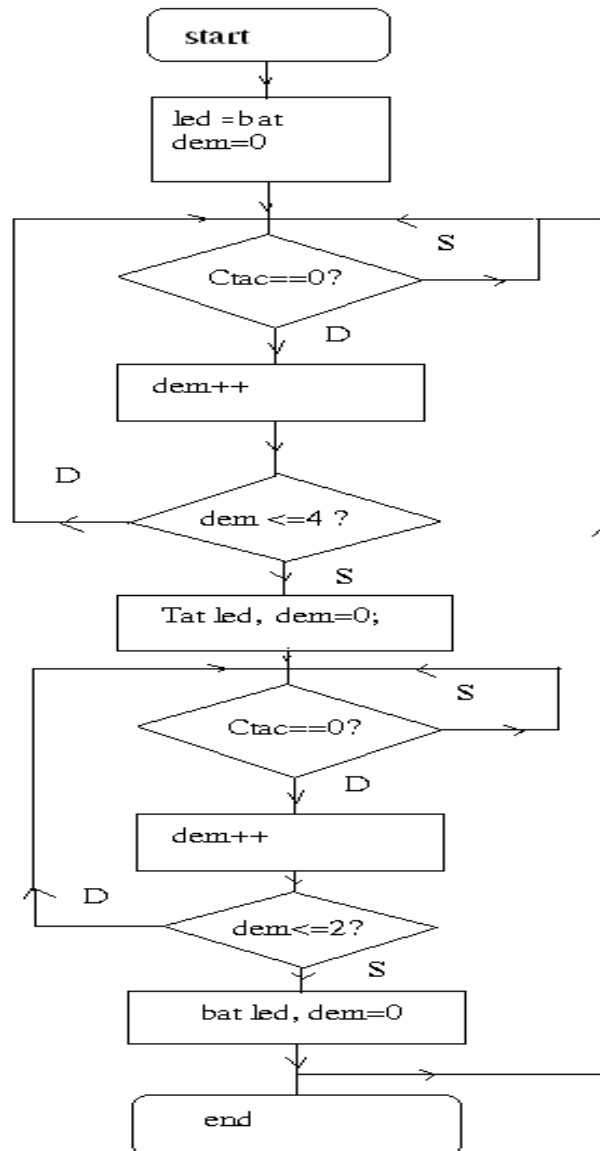 start
led =bat
dem=0
S
Ctac==0?
D
dem++
D
dem <=4 ?
S
Tat led, dem=0;
S
Ctac==0?
D
dem++
D
dem<=2?
S
bat led, dem=0
end